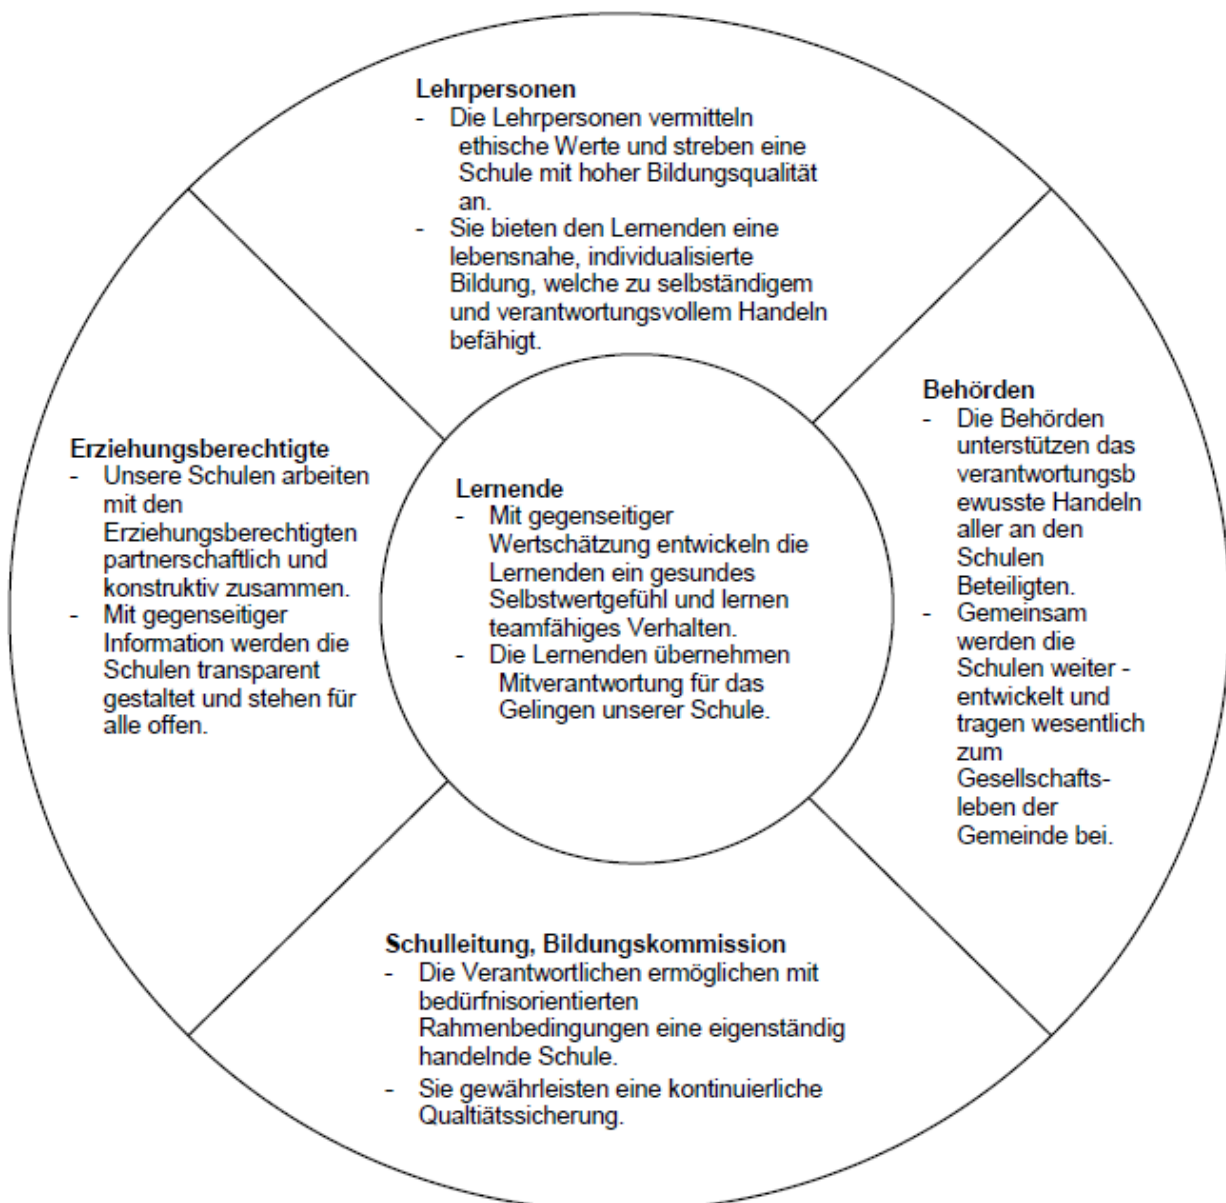 Lehrpersonen
- Die Lehrpersonen vermitteln
ethische Werte und streben eine
Schule mit hoher Bildungsqualität
an.
- Sie bieten den Lernenden eine
lebensnahe, individualisierte
Bildung, welche zu selbständigem
und verantwortungsvollem Handeln
befähigt.
Erziehungsberechtigte
- Unsere Schulen arbeiten
mit den
Erziehungsberechtigten
partnerschaftlich und
konstruktiv zusammen.
- Mit gegenseitiger
Information werden die
Schulen transparent
gestaltet und stehen für
alle offen.
Lernende
- Mit gegenseitiger
Wertschätzung entwickeln die
Lernenden ein gesundes
Selbstwertgefühl und lernen
teamfähiges Verhalten.
- Die Lernenden übernehmen
Mitverantwortung für das
Gelingen unserer Schule.
Behörden
- Die Behörden
unterstützen das
verantwortungsb
ewusste Handeln
aller an den
Schulen
Beteiligten.
- Gemeinsam
werden die
Schulen weiter -
entwickelt und
tragen wesentlich
zum
Gesellschafts-
leben der
Gemeinde bei.
Schulleitung, Bildungskommission
- Die Verantwortlichen ermöglichen mit
bedürfnisorientierten
Rahmenbedingungen eine eigenständig
handelnde Schule.
- Sie gewährleisten eine kontinuierliche
Qualtiätssicherung.